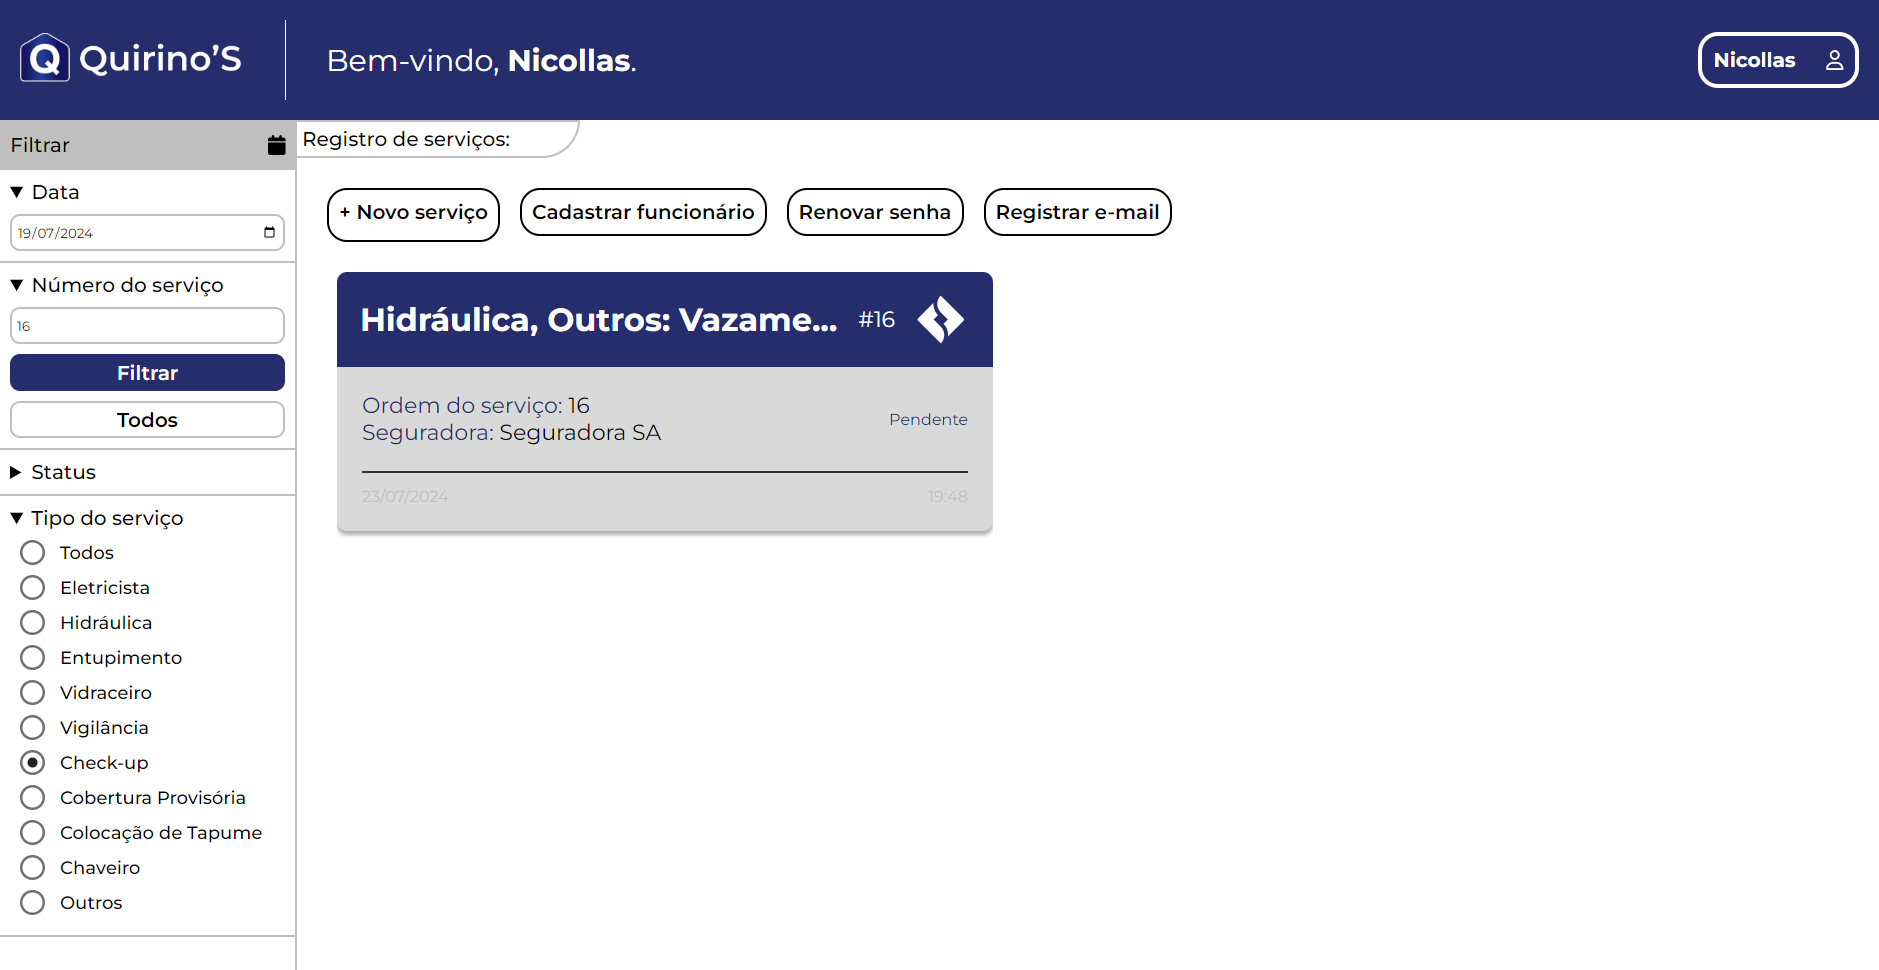 Quirino'S
Bem-vindo, Nicollas.
Nicollas
Filtrar
Data
19/07/2024
Número do serviço
16
Filtrar
Todos
Status
Tipo do serviço
Todos
Eletricista
Hidráulica
Entupimento
Vidraceiro
Vigilância
Check-up
Cobertura Provisória
Colocação de Tapume
Chaveiro
Outros
Registro de serviços:
+ Novo serviço
Cadastrar funcionário
Renovar senha
Registrar e-mail
Hidráulica, Outros: Vazame... #16
Ordem do serviço: 16
Seguradora: Seguradora SA
Pendente
23/07/2024 19:48